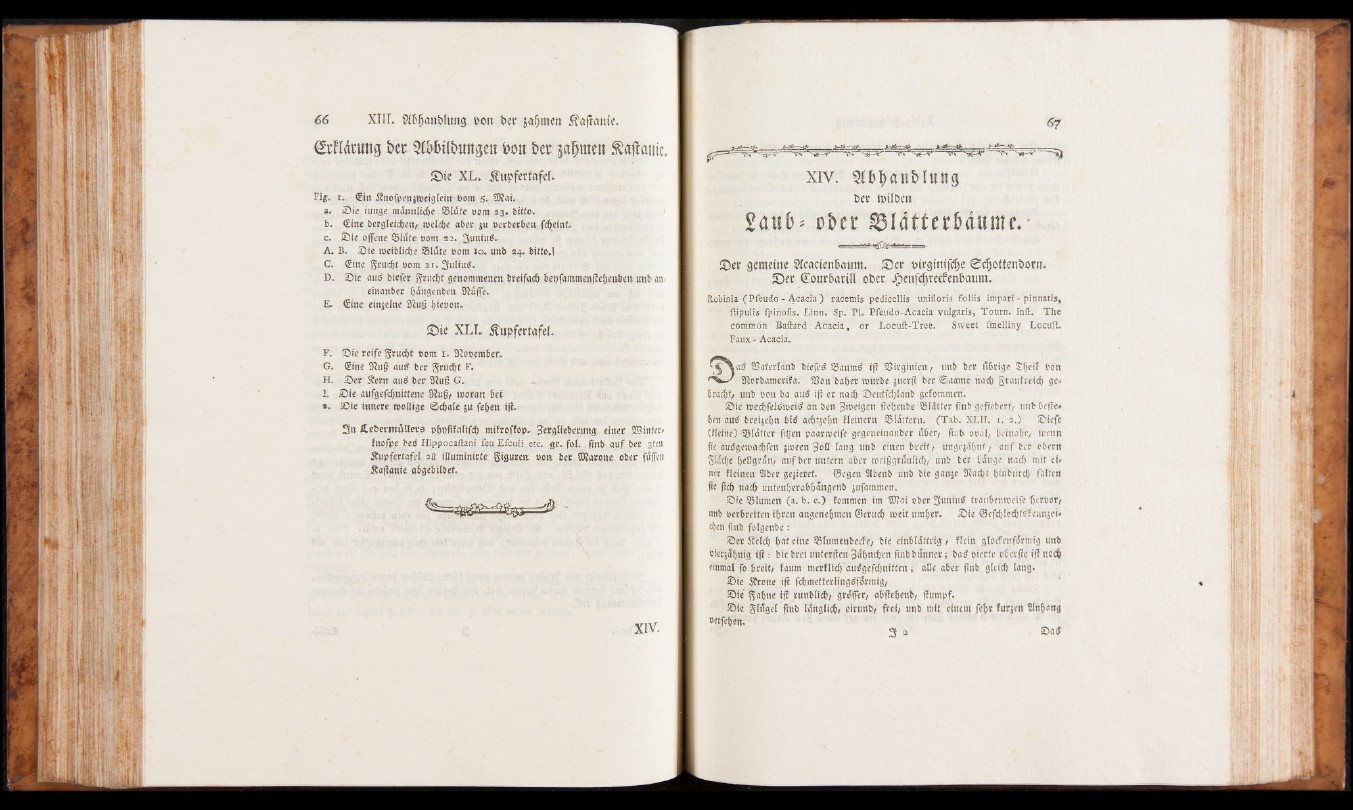 66 XIII. Abhandlung von der zahmen Kastanie.
Erklärung der Abbildungen von der zahmen Kastanie.
Die XL. Kupfertafel.
Fig. 1. Ein Knospenzweiglein vom 5. Mai.
a. Die iunge männliche Blüte vom 23. ditto.
b. Eine dergleichen, welche aber zu verderben scheint.
c. Die offene Blüte vom 22. Junius.
A. B. Die weibliche Blüte vom 10. und 24. ditto.
C. Eine Frucht vom 21. Julius.
D. Die aus dieser Frucht genommenen dreifach beysammenstehenden und an-
einander hängenden Nüsse.
E. Eine einzelne Nuß hievon.
Die XLI. Kupfertafel.
F. Die reife Frucht vom 1. November.
G. Eine Nuß aus der Frucht F.
H. Der Kern aus der Nuß G.
I. Die aufgeschnittene Nuß, woran bei
*. Die innere wollige Schale zu sehen ist.
In Ledermüllers physikalisch mikroskop. Zergliederung einer Winter-
knospe des Hippocastani seu Esculi etc. gr. fol. sind auf der 3ten
Kupfertafel 28 illuminirte Figuren von der Marone oder süssen
Kastanie abgebildet.
XIV.
67
XIV. Abhandlung
der wilden
Laub- oder Blätterbäume.
Der gemeine Acacienbaum. Der virginische Schottendorn.
Der Courbarill oder Heuschreckenbaum.
Robinia (Pseudo-Acacia) racemis pedicellis unifloris foliis impari-pinnatis,
stipulis spinosis. Linn. Sp. Pl. Pseudo-Acacia vulgaris, Tourn. Inst. The
common Bastard Acacia, or Locust-Tree. Sweet smelliny Locust.
Faux-Acacia.
Das Vaterland dieses Baums ist Virginien, und der übrige Theil von
Nordamerika. Von daher wurde zuerst der Saame nach Frankreich ge-
bracht, und von da aus ist er nach Deutschland gekommen.
Die wechselsweis an den Zweigen stehende Blätter sind gefiedert, und beste-
hen aus dreizehn bis achtzehn kleinern Blättern. (Tab. XLII. 1. 2.) Diese
(kleine) Blätter sitzen paarweise gegeneinander über, sind oval, beinahe, wenn
sie ausgewachsen zween Zoll lang und einen breit, ungezähnt, auf der obern
Fläche hellgrün, auf der untern aber weißgrünlich, und der Länge nach mit ei-
ner kleinen Ader gezieret. Gegen Abend und die ganze Nacht hindurch falten
sie sich nach untenherabhängend zusammen.
Die Blumen (a. b. c.) kommen im Mai oder Junius traubenweise hervor,
und verbreiten ihren angenehmen Geruch weit umher. Die Geschlechtskennzei-
chen sind folgende:
Der Kelch hat eine Blumendecke, die einblätterig, klein glockenförmig und
vierzähnig ist: die drei untersten Zähnchen sind dünner; das vierte oberste ist noch
einmal so breit, kaum merklich ausgeschnitten; alle aber sind gleich lang.
Die Krone ist schmetterlingsförmig,
Die Fahne ist rundlich, grösser, abstehend, stumpf.
Die Flügel sind länglich, eirund, frei, und mit einem sehr kurzen Anhang
versehen.
J 2 Das